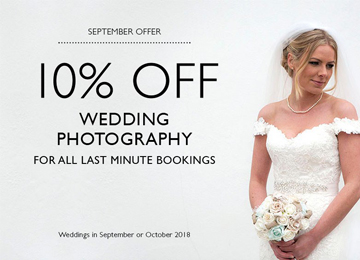 SEPTEMBER OFFER
10% OFF
WEDDING
PHOTOGRAPHY
FOR ALL LAST MINUTE BOOKINGS
Weddings in September or October 2018